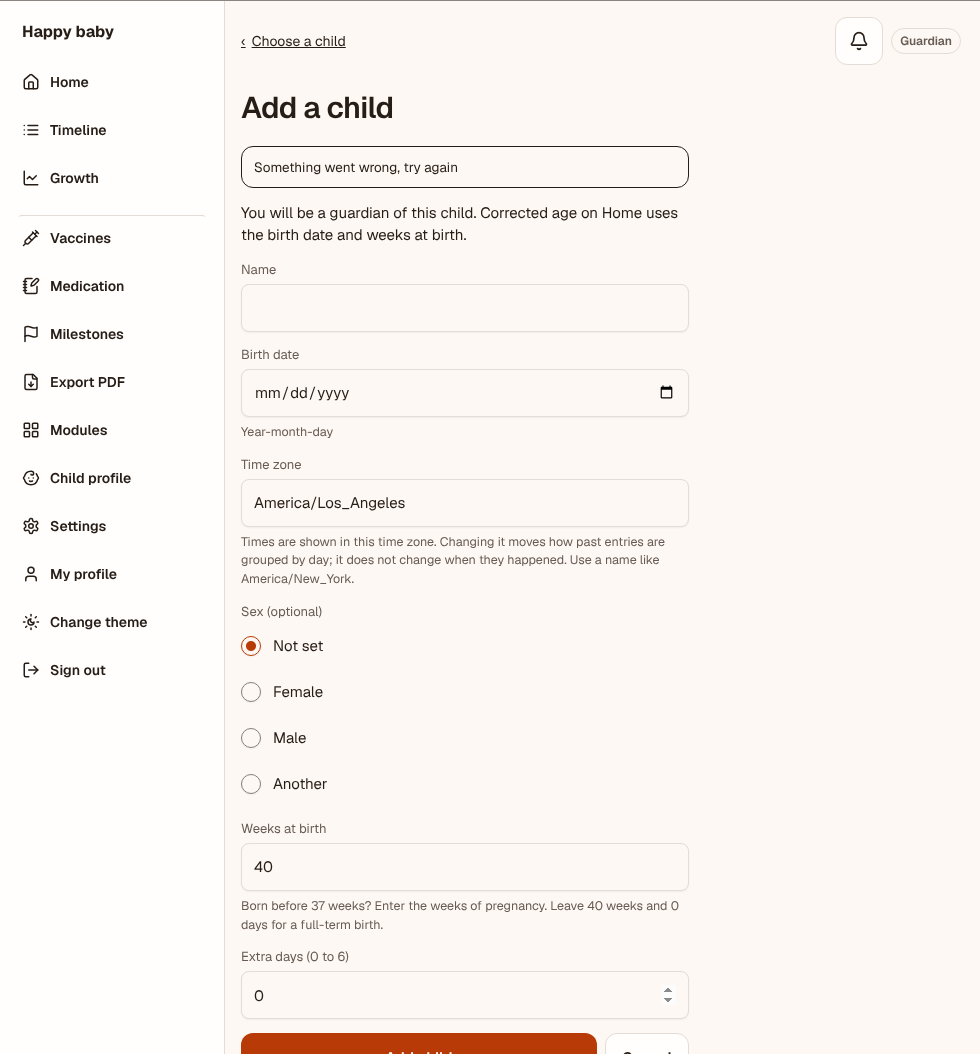 Happy baby
Home
Timeline
Growth
Vaccines
Medication
Milestones
Export PDF
Modules
Child profile
Settings
My profile
Change theme
Sign out
‹ Choose a child
Guardian
Add a child
Something went wrong, try again
You will be a guardian of this child. Corrected age on Home uses
the birth date and weeks at birth.
Name
Birth date
mm/dd/yyyy
Year-month-day
Time zone
America/Los_Angeles
Times are shown in this time zone. Changing it moves how past entries are
grouped by day; it does not change when they happened. Use a name like
America/New_York.
Sex (optional)
Not set
Female
Male
Another
Weeks at birth
40
Born before 37 weeks? Enter the weeks of pregnancy. Leave 40 weeks and 0
days for a full-term birth.
Extra days (0 to 6)
0